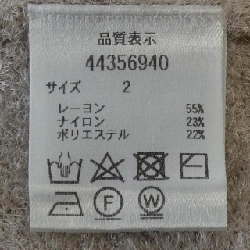 品質表示
44356940
サイズ 2
レーヨン 55%
ナイロン 23%
ポリエステル 22%
F W